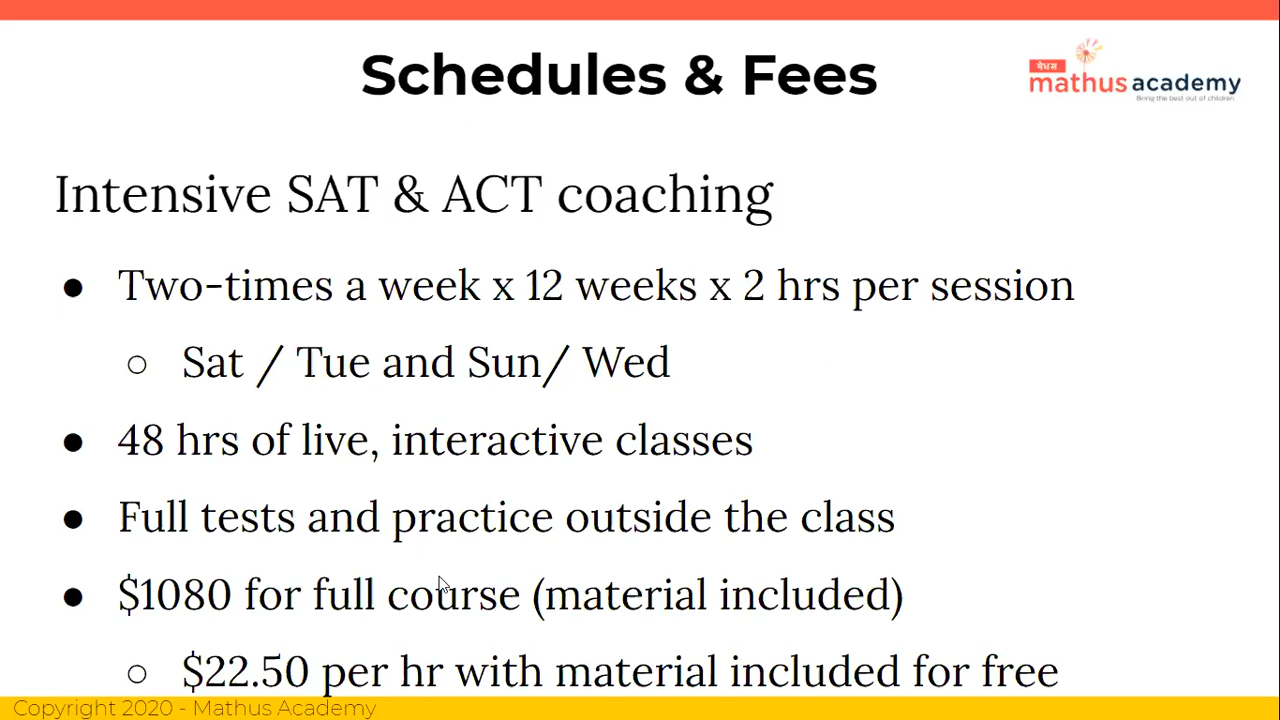 Schedules & Fees
ਮੈਥਸ
mathus academy
Bring the best out of children
Intensive SAT & ACT coaching
● Two-times a week x 12 weeks x 2 hrs per session
○ Sat / Tue and Sun/ Wed
● 48 hrs of live, interactive classes
● Full tests and practice outside the class
● $1080 for full course (material included)
○ $22.50 per hr with material included for free
Copyright 2020 - Mathus Academy